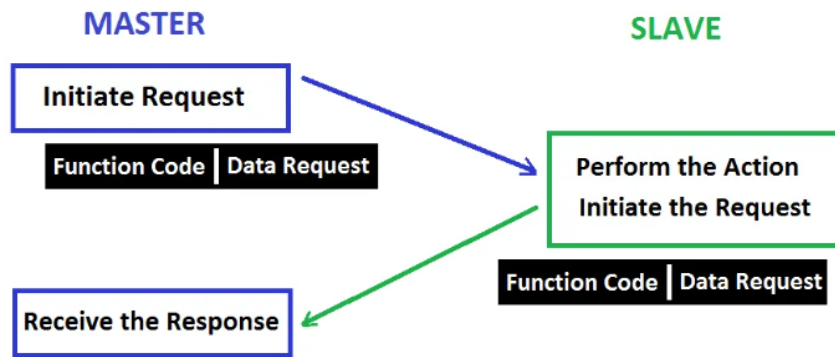 MASTER
SLAVE
Initiate Request
Function Code | Data Request
Perform the Action
Initiate the Request
Function Code | Data Request
Receive the Response